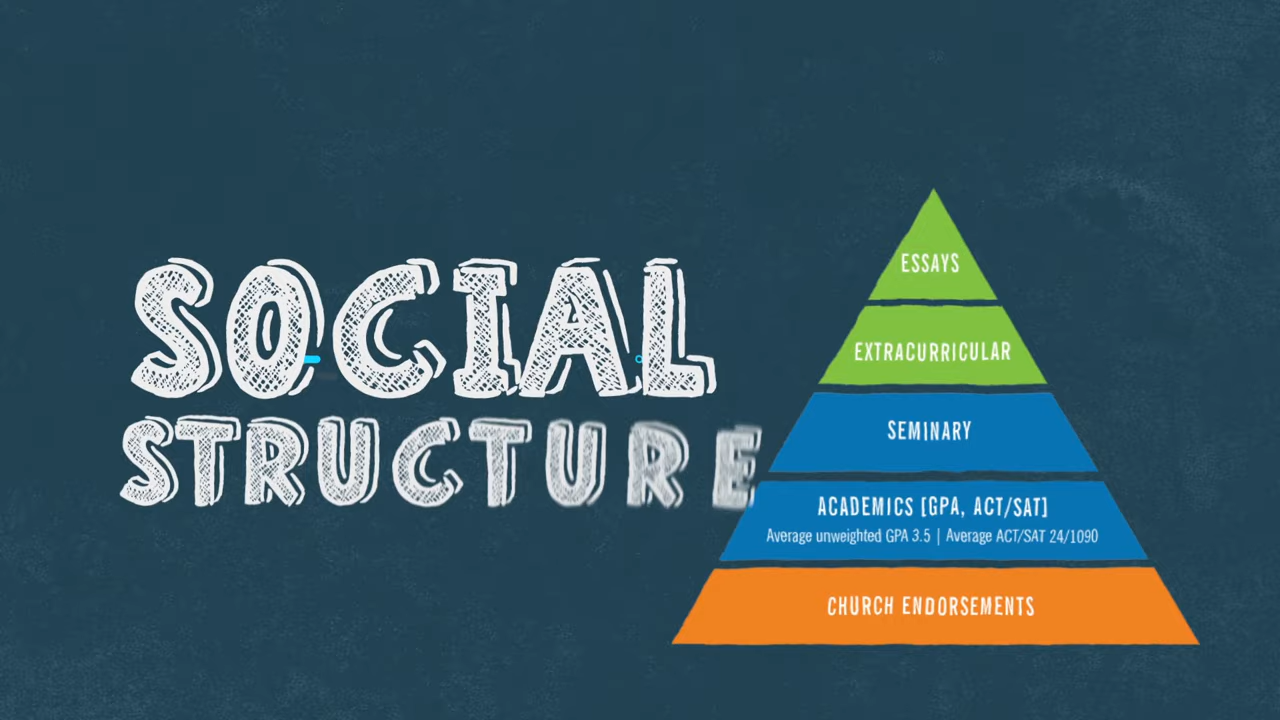 SOCIAL
STRUCTURE
ESSAYS
EXTRACURRICULAR
SEMINARY
ACADEMICS [GPA, ACT/SAT]
Average unweighted GPA 3.5 | Average ACT/SAT 24/1090
CHURCH ENDORSEMENTS